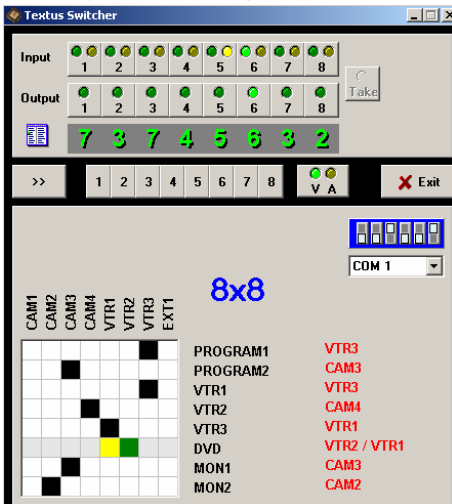 Textus Switcher
Input 1 2 3 4 5 6 7 8
Output 1 2 3 4 5 6 7 8 Take
7 3 7 4 5 6 3 2
>> 1 2 3 4 5 6 7 8 V A Exit
COM 1
8x8
CAM1 CAM2 CAM3 CAM4 VTR1 VTR2 VTR3 EXT1
PROGRAM1 VTR3
PROGRAM2 CAM3
VTR1 VTR3
VTR2 CAM4
VTR3 VTR1
DVD VTR2 / VTR1
MON1 CAM3
MON2 CAM2